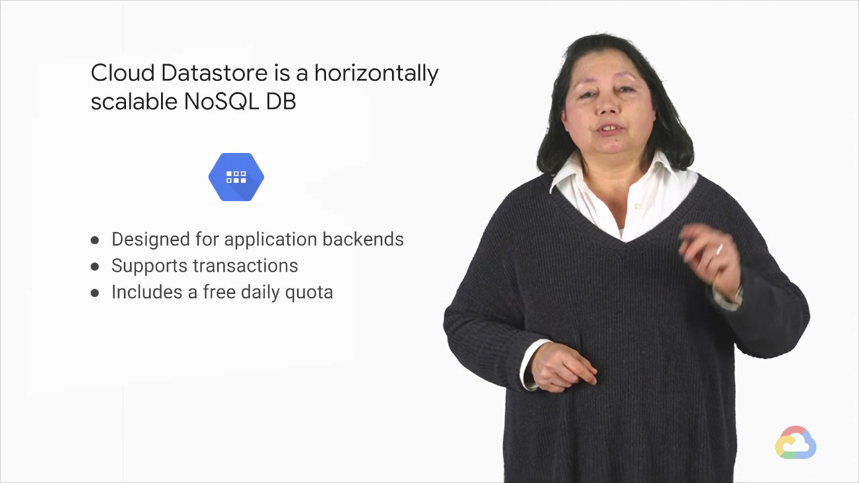 Cloud Datastore is a horizontally
scalable NoSQL DB
● Designed for application backends
● Supports transactions
● Includes a free daily quota